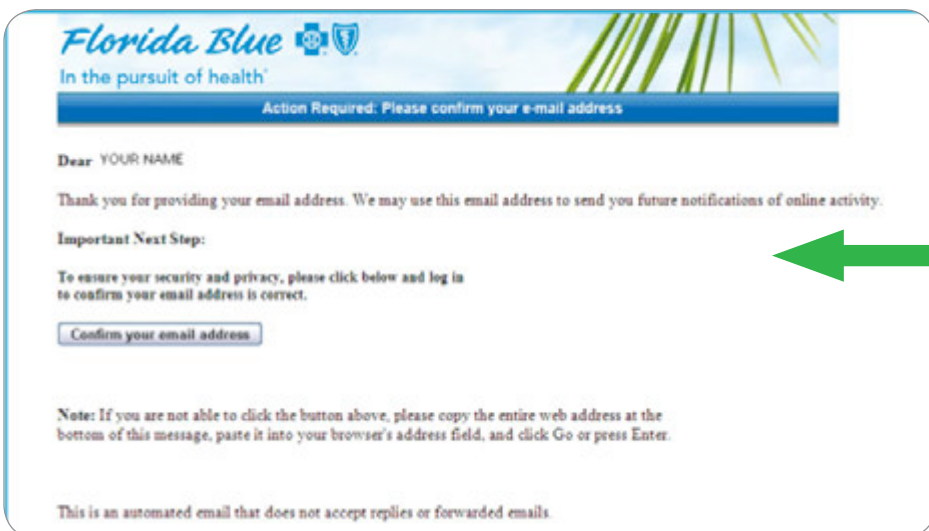 Florida Blue
In the pursuit of health®
Action Required: Please confirm your e-mail address
Dear YOUR NAME
Thank you for providing your email address. We may use this email address to send you future notifications of online activity.
Important Next Step:
To ensure your security and privacy, please click below and log in
to confirm your email address is correct.
Confirm your email address
Note: If you are not able to click the button above, please copy the entire web address at the
bottom of this message, paste it into your browser's address field, and click Go or press Enter.
This is an automated email that does not accept replies or forwarded emails.